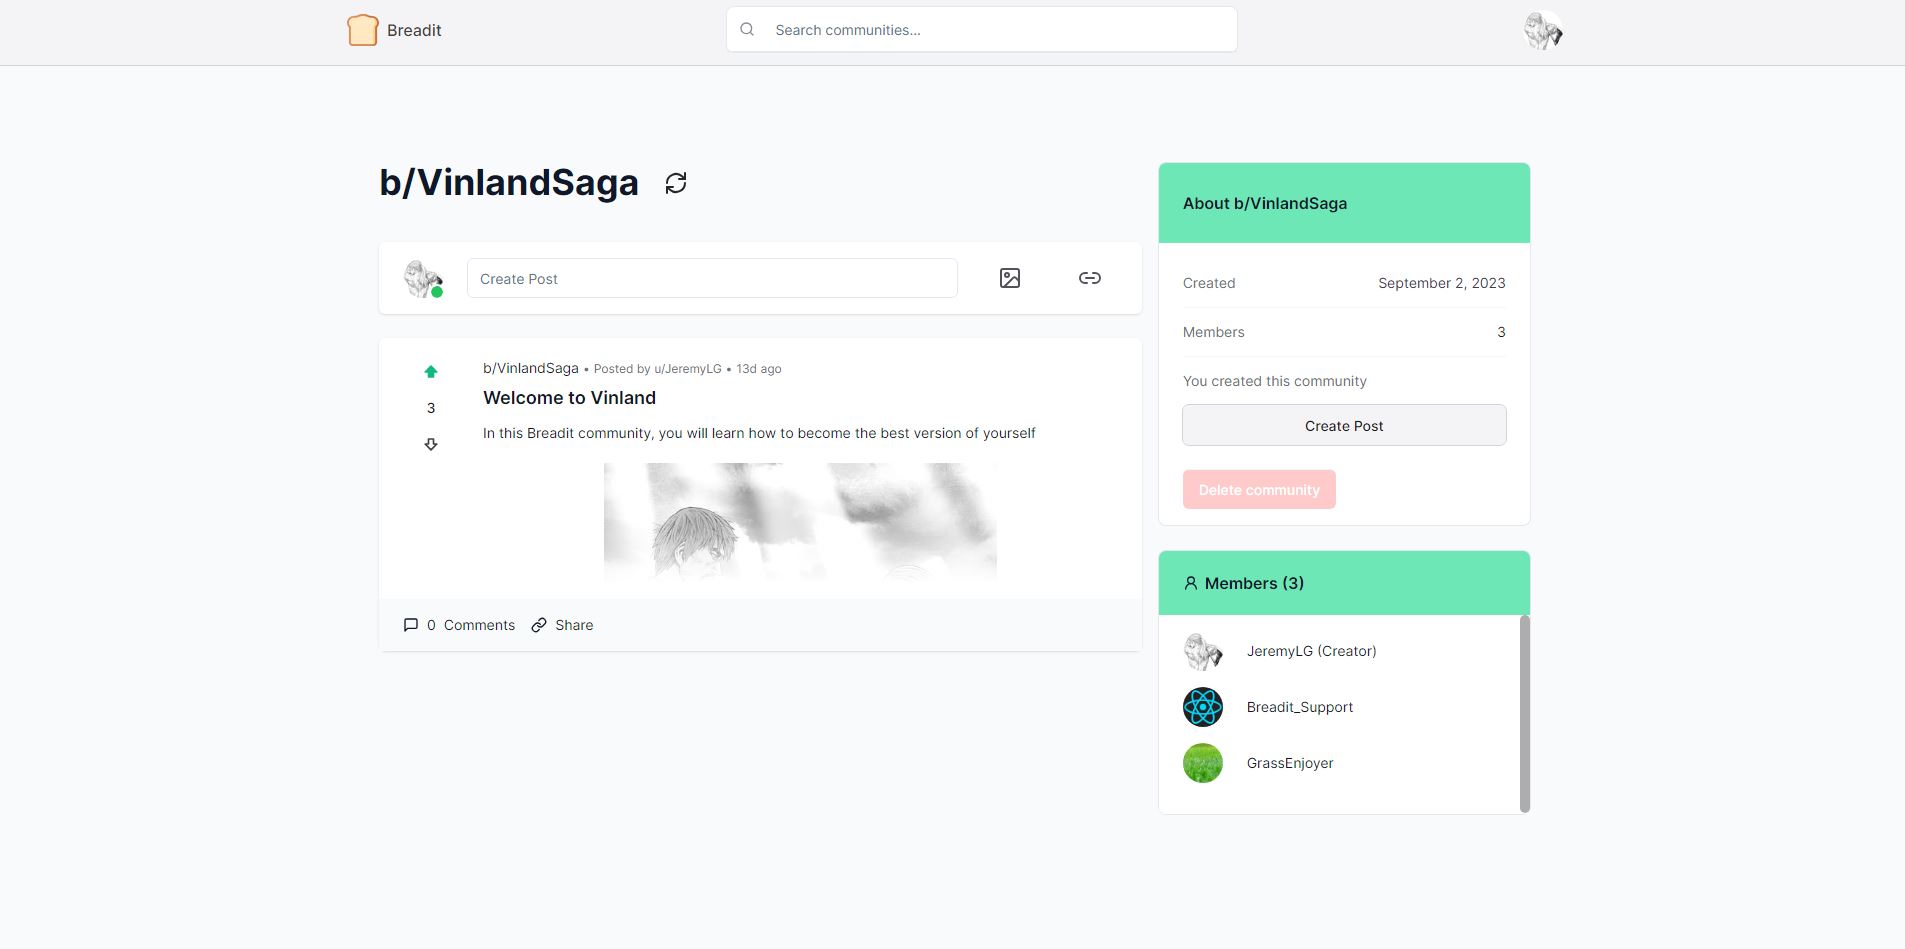 Breadit
Search communities...
b/VinlandSaga
Create Post
b/VinlandSaga • Posted by u/JeremyLG • 13d ago
3
Welcome to Vinland
In this Breadit community, you will learn how to become the best version of yourself
0 Comments Share
About b/VinlandSaga
Created September 2, 2023
Members 3
You created this community
Create Post
Delete community
Members (3)
JeremyLG (Creator)
Breadit_Support
GrassEnjoyer